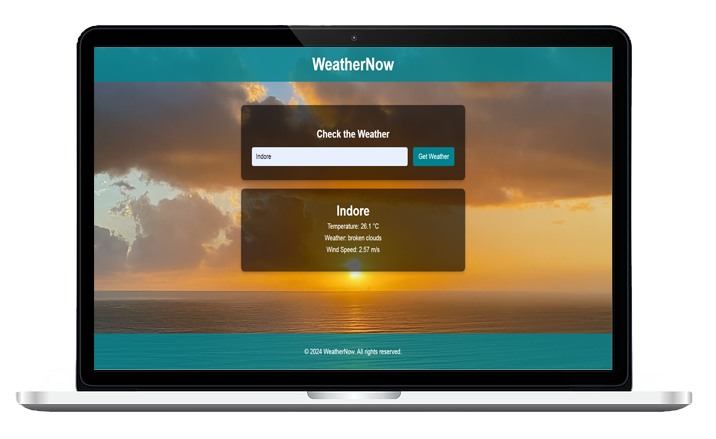 WeatherNow
Check the Weather
Indore
Get Weather
Indore
Temperature: 26.1 °C
Weather: broken clouds
Wind Speed: 2.57 m/s
© 2024 WeatherNow. All rights reserved.